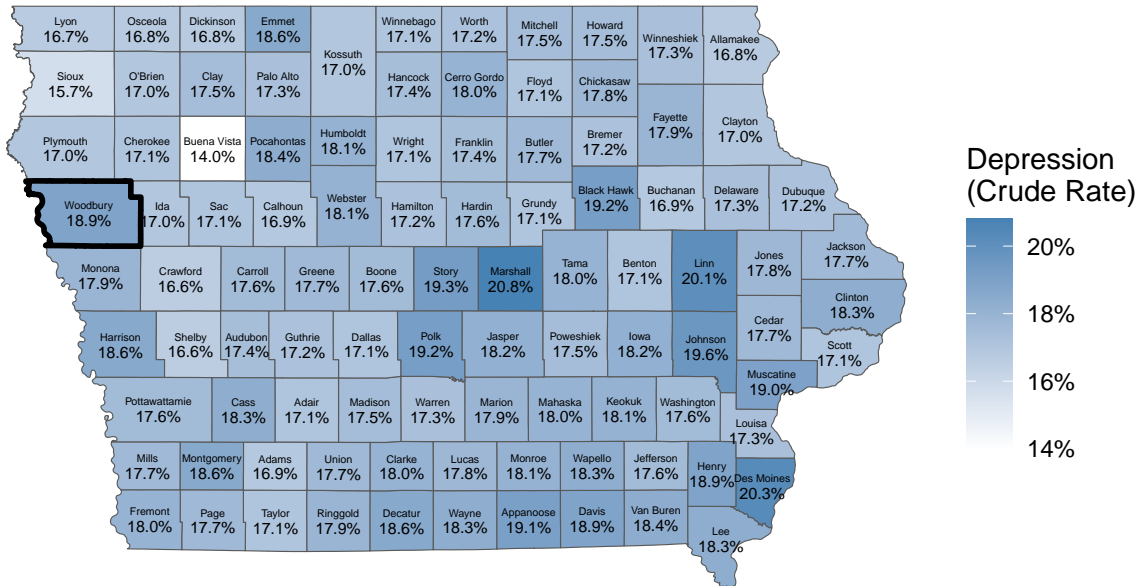 Lyon
16.7%
Osceola
16.8%
Dickinson
16.8%
Emmet
18.6%
Kossuth
17.0%
Winnebago
17.1%
Worth
17.2%
Mitchell
17.5%
Howard
17.5%
Winneshiek
17.3%
Allamakee
16.8%
Sioux
15.7%
O'Brien
17.0%
Clay
17.5%
Palo Alto
17.3%
Hancock
17.4%
Cerro Gordo
18.0%
Floyd
17.1%
Chickasaw
17.8%
Fayette
17.9%
Clayton
17.0%
Plymouth
17.0%
Cherokee
17.1%
Buena Vista
14.0%
Pocahontas
18.4%
Humboldt
18.1%
Wright
17.1%
Franklin
17.4%
Butler
17.7%
Bremer
17.2%
Woodbury
18.9%
Ida
17.0%
Sac
17.1%
Calhoun
16.9%
Webster
18.1%
Hamilton
17.2%
Hardin
17.6%
Grundy
17.1%
Black Hawk
19.2%
Buchanan
16.9%
Delaware
17.3%
Dubuque
17.2%
Monona
17.9%
Crawford
16.6%
Carroll
17.6%
Greene
17.7%
Boone
17.6%
Story
19.3%
Marshall
20.8%
Tama
18.0%
Benton
17.1%
Linn
20.1%
Jones
17.8%
Jackson
17.7%
Clinton
18.3%
Harrison
18.6%
Shelby
16.6%
Audubon
17.4%
Guthrie
17.2%
Dallas
17.1%
Polk
19.2%
Jasper
18.2%
Poweshiek
17.5%
Iowa
18.2%
Johnson
19.6%
Cedar
17.7%
Scott
17.1%
Muscatine
19.0%
Pottawattamie
17.6%
Cass
18.3%
Adair
17.1%
Madison
17.5%
Warren
17.3%
Marion
17.9%
Mahaska
18.0%
Keokuk
18.1%
Washington
17.6%
Louisa
17.3%
Mills
17.7%
Montgomery
18.6%
Adams
16.9%
Union
17.7%
Clarke
18.0%
Lucas
17.8%
Monroe
18.1%
Wapello
18.3%
Jefferson
17.6%
Henry
18.9%
Des Moines
20.3%
Fremont
18.0%
Page
17.7%
Taylor
17.1%
Ringgold
17.9%
Decatur
18.6%
Wayne
18.3%
Appanoose
19.1%
Davis
18.9%
Van Buren
18.4%
Lee
18.3%
Depression
(Crude Rate)
20%
18%
16%
14%